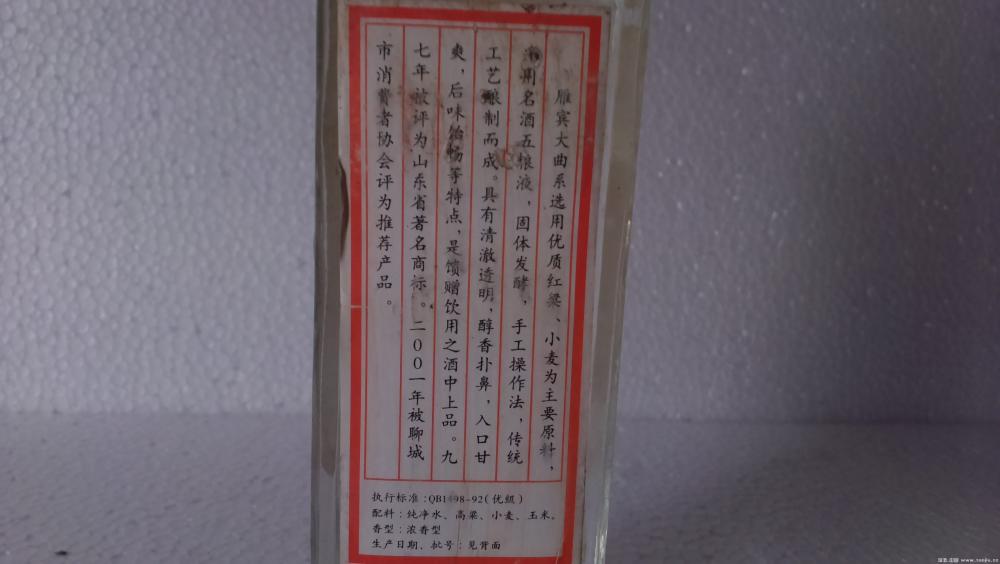 雁宾大曲系选用优质红粱、小麦为主要原料，
荆名酒五粮液，固体发酵，手工操作法，传统
工艺酿制而成。具有清澈透明，醇香扑鼻，入口甘
爽，后味饴畅等特点，是馈赠饮用之酒中上品。九
七年被评为山东省著名商标。二00一年被聊城
市消费者协会评为推荐产品。
执行标准：QB1498-92(优级)
配料：纯净水、高粱、小麦、玉米。
香型：浓香型
生产日期、批号：见背面